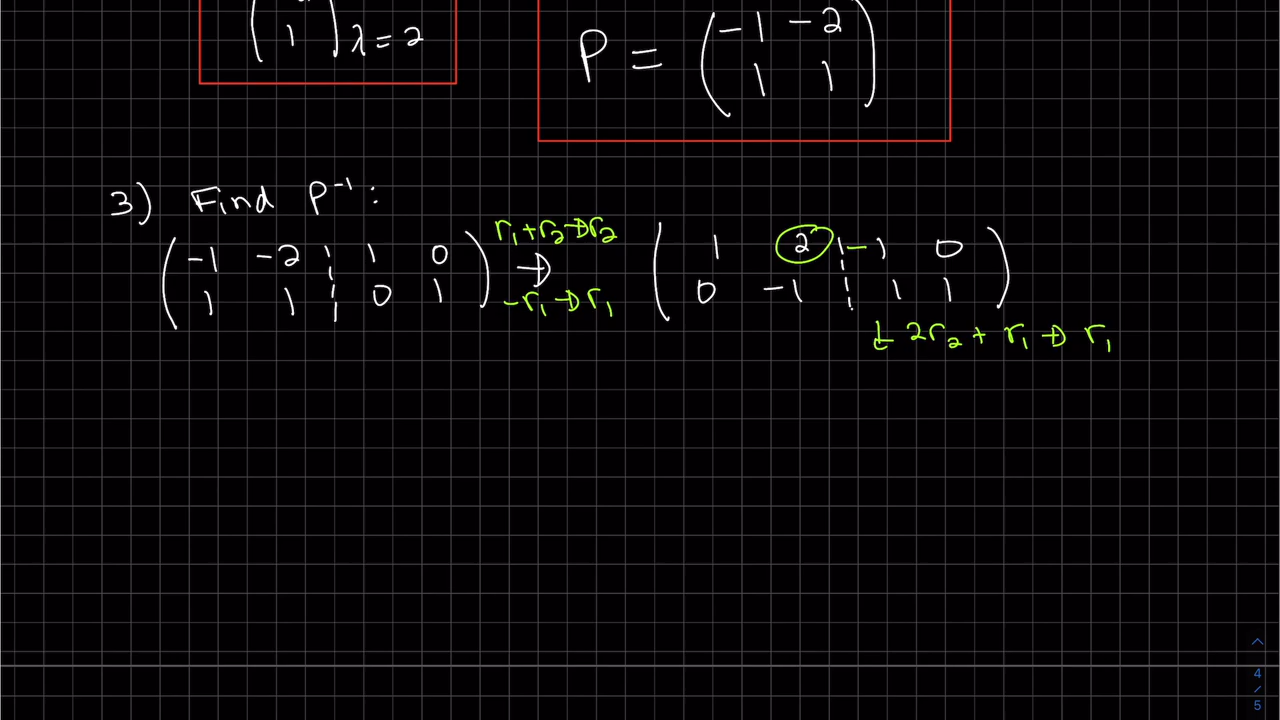 ( 1 ) λ = 2
P = ( -1 -2
1 1 )
3) Find P⁻¹:
( -1 -2 ¦ 1 0
1 1 ¦ 0 1 )
r₁+r₂→r₂
→
-r₁→r₁
( 1 2 ¦ -1 0
0 -1 ¦ 1 1 )
↓ 2r₂ + r₁ → r₁
4
/
5